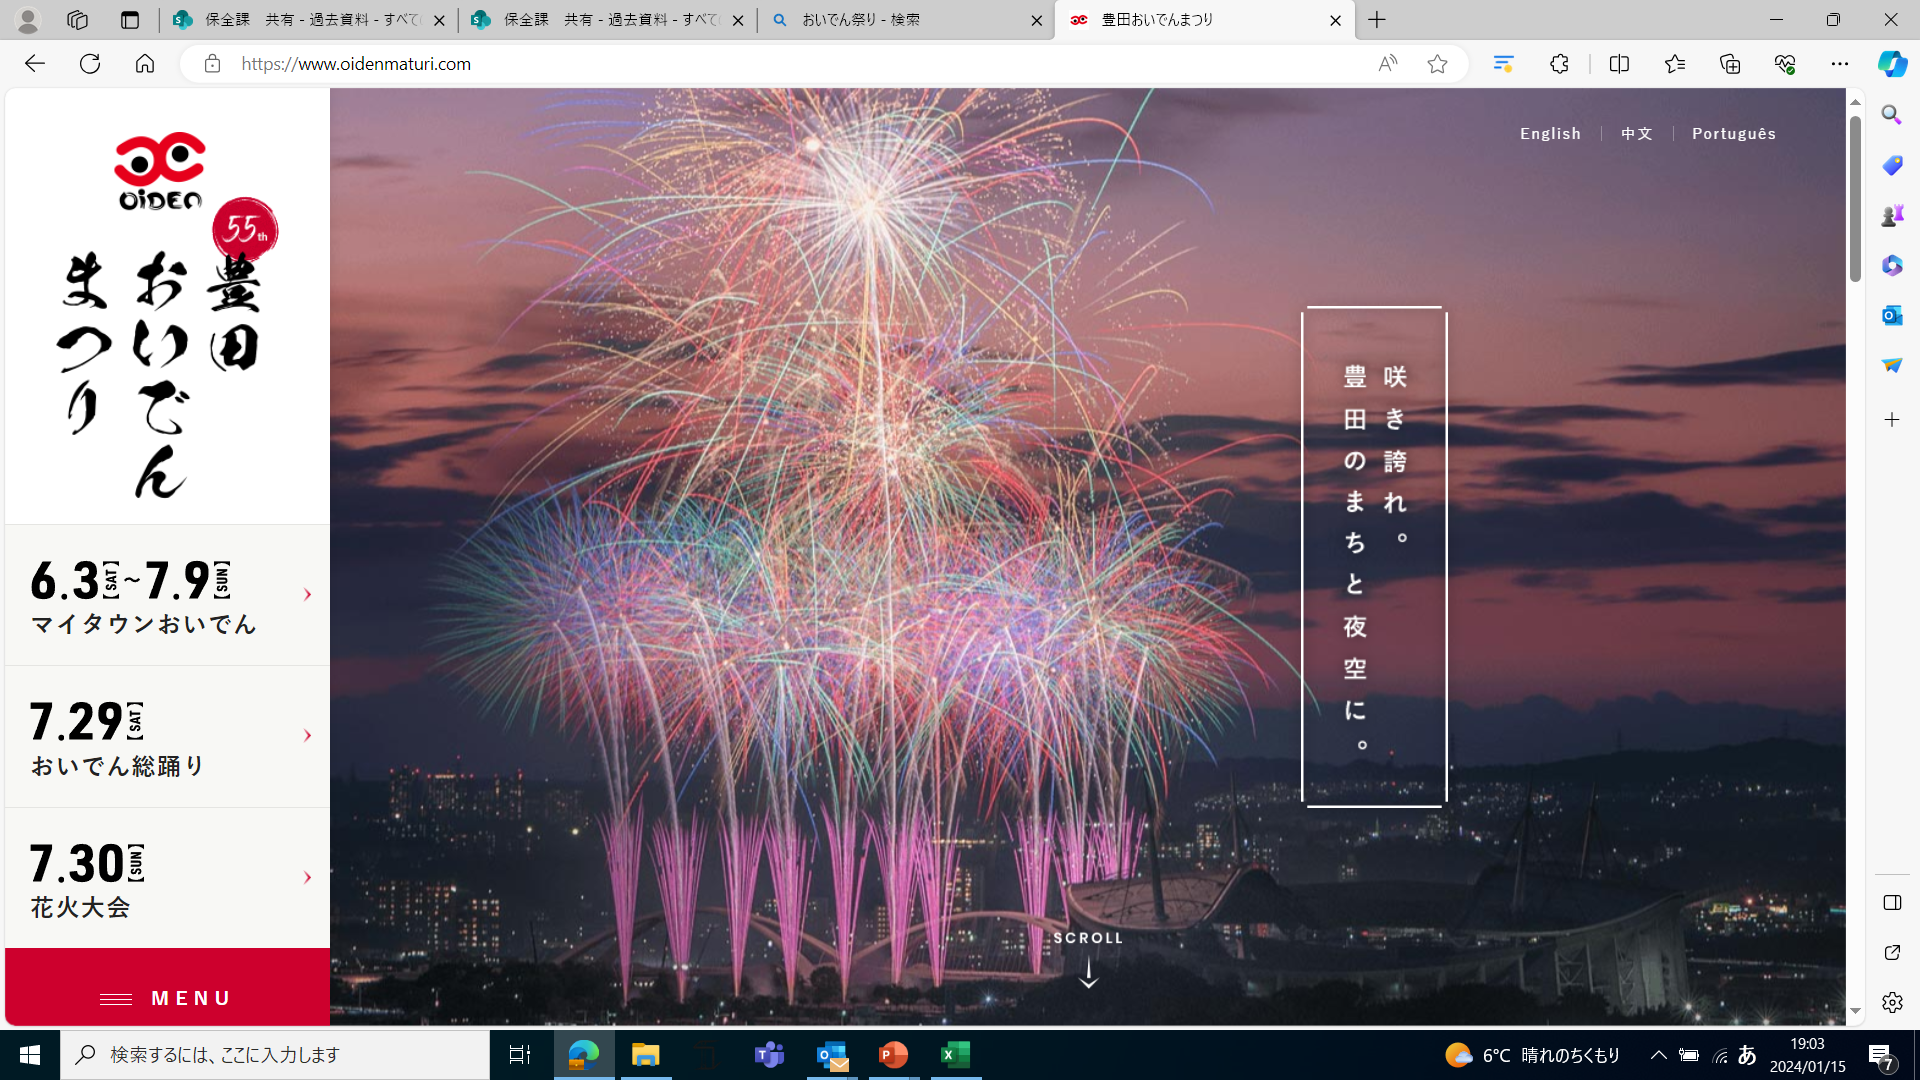 保全課 共有 - 過去資料 - すべて
保全課 共有 - 過去資料 - すべて
おいでん祭り - 検索
豊田おいでんまつり
https://www.oidenmaturi.com
OiDEN
55th
豊田
おいでん
まつり
6.3【SAT】~7.9【SUN】
マイタウンおいでん
7.29【SAT】
おいでん総踊り
7.30【SUN】
花火大会
MENU
English
中文
Português
咲き誇れ。
豊田のまちと夜空に。
SCROLL
検索するには、ここに入力します
6°C 晴れのちくもり
あ
19:03
2024/01/15
7